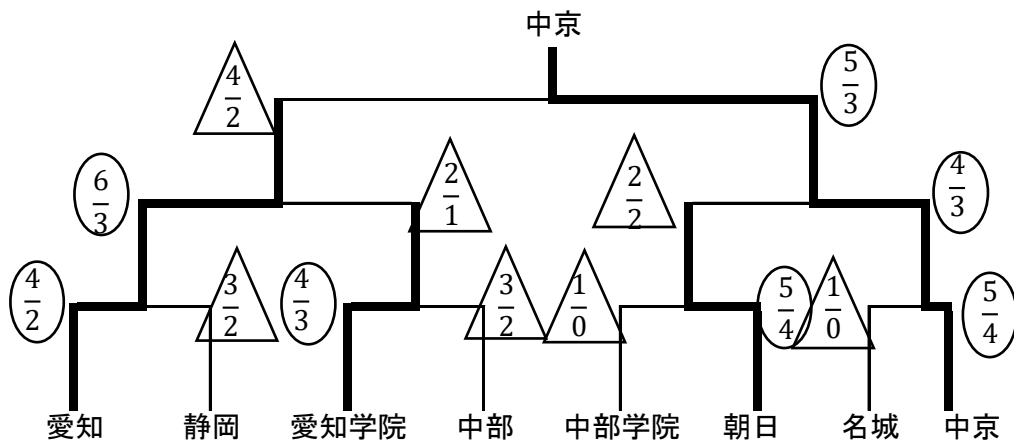 中京
4/2 5/3
6/3 2/1 2/2 4/3
4/2 3/2 4/3 3/2 1/0 5/4 1/0 5/4
愛知 静岡 愛知学院 中部 中部学院 朝日 名城 中京